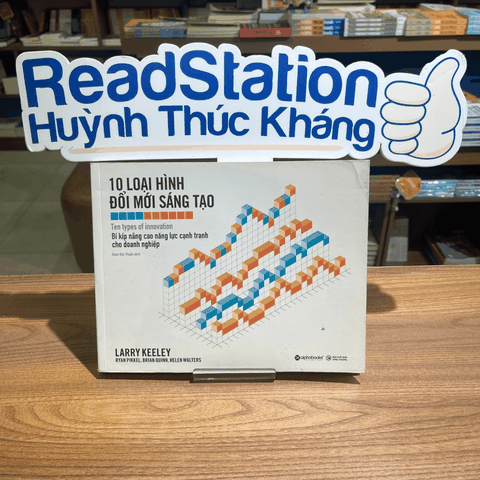 ReadStation
Huỳnh Thúc Kháng
10 LOẠI HÌNH
ĐỔI MỚI SÁNG TẠO
Ten types of innovation
Bí kíp nâng cao năng lực cạnh tranh
cho doanh nghiệp
LARRY KEELEY
RYAN PIKKEL, BRIAN QUINN, HELEN WALTERS
alphabooks